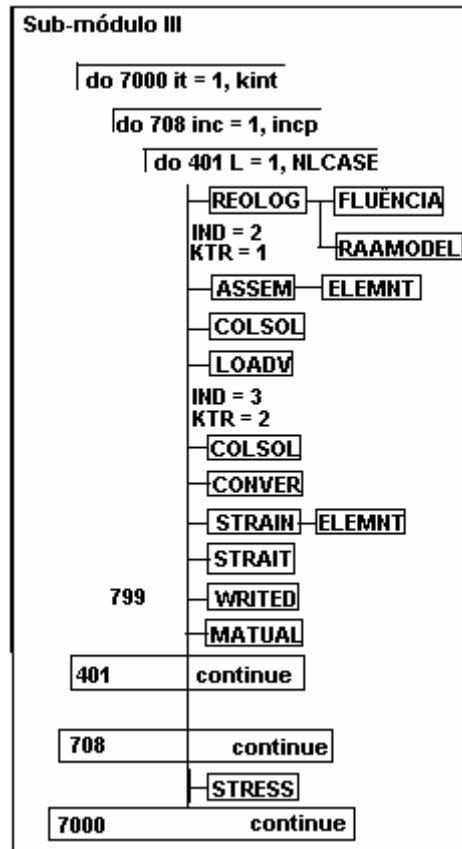 Sub-módulo III
do 7000 it = 1, kint
do 708 inc = 1, incp
do 401 L = 1, NLCASE
REOLOG FLUËNCIA
IND = 2
KTR = 1
RAAMODEL
ASSEM ELEMNT
COLSOL
LOADV
IND = 3
KTR = 2
COLSOL
CONVER
STRAIN ELEMNT
STRAIT
799 WRITED
MATUAL
401 continue
708 continue
STRESS
7000 continue